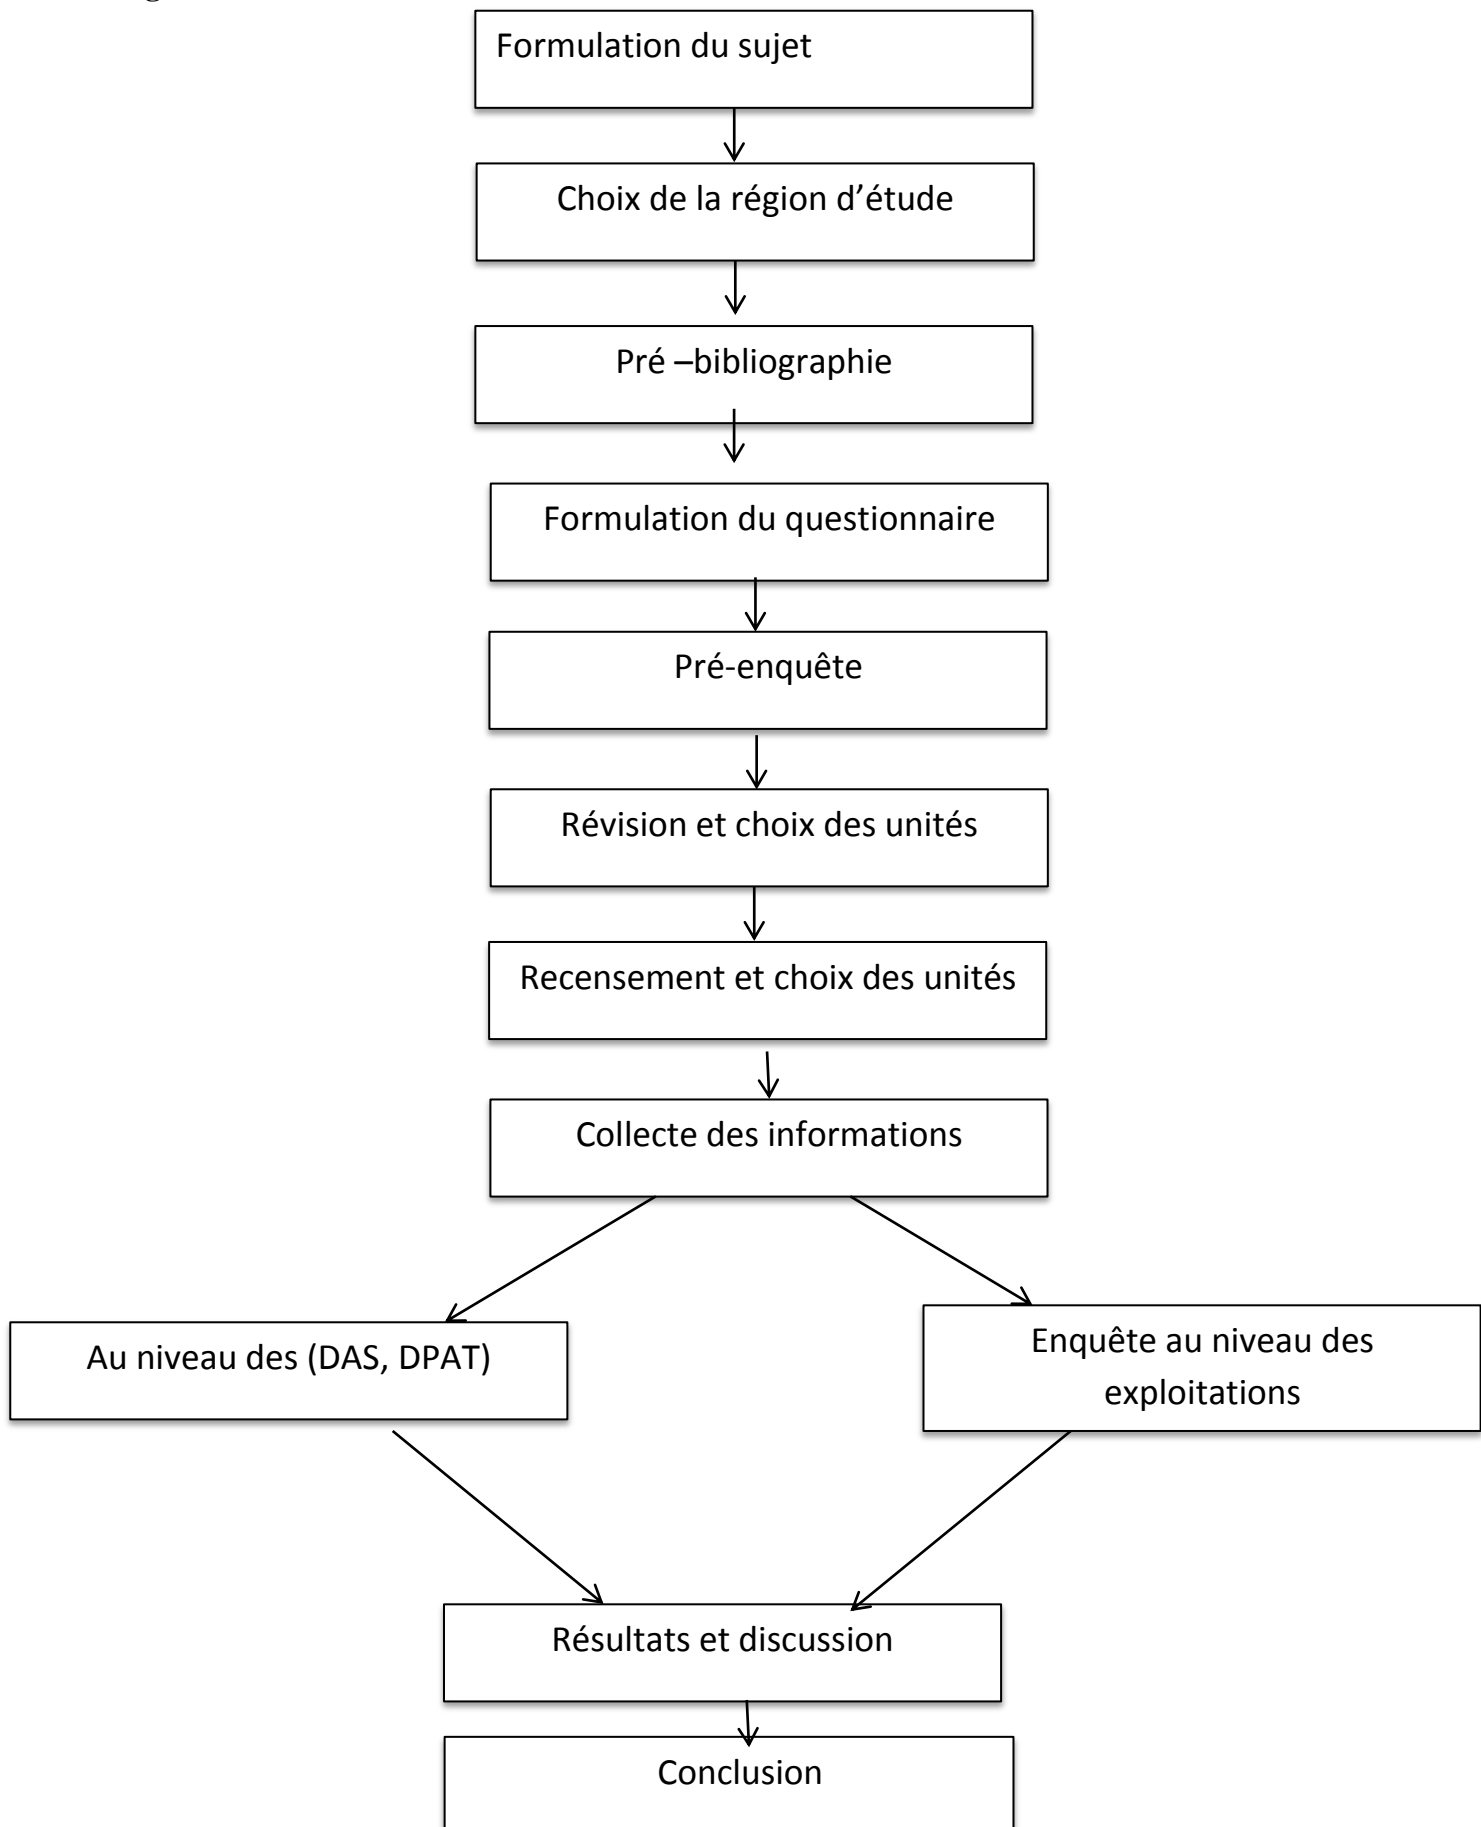 Formulation du sujet
Choix de la région d’étude
Pré –bibliographie
Formulation du questionnaire
Pré-enquête
Révision et choix des unités
Recensement et choix des unités
Collecte des informations
Au niveau des (DAS, DPAT)
Enquête au niveau des
exploitations
Résultats et discussion
Conclusion